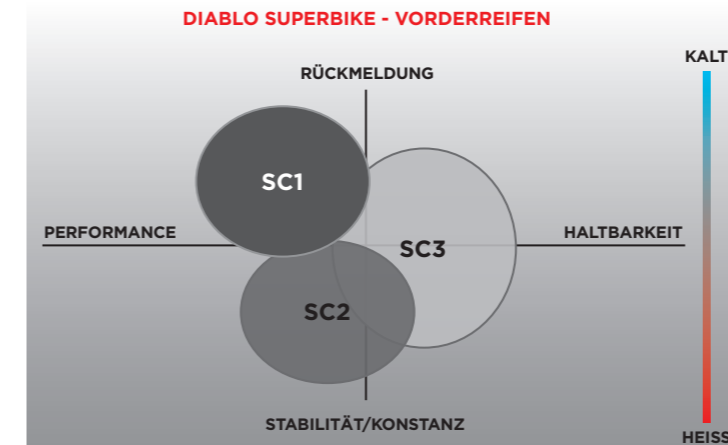 DIABLO SUPERBIKE - VORDERREIFEN
KALT
RÜCKMELDUNG
SC1
PERFORMANCE
HALTBARKEIT
SC3
SC2
STABILITÄT/KONSTANZ
HEISS